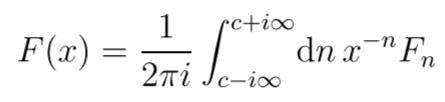 F(x) = \frac{1}{2\pi i} \int_{c-i\infty}^{c+i\infty} \mathrm{d}n \, x^{-n} F_n